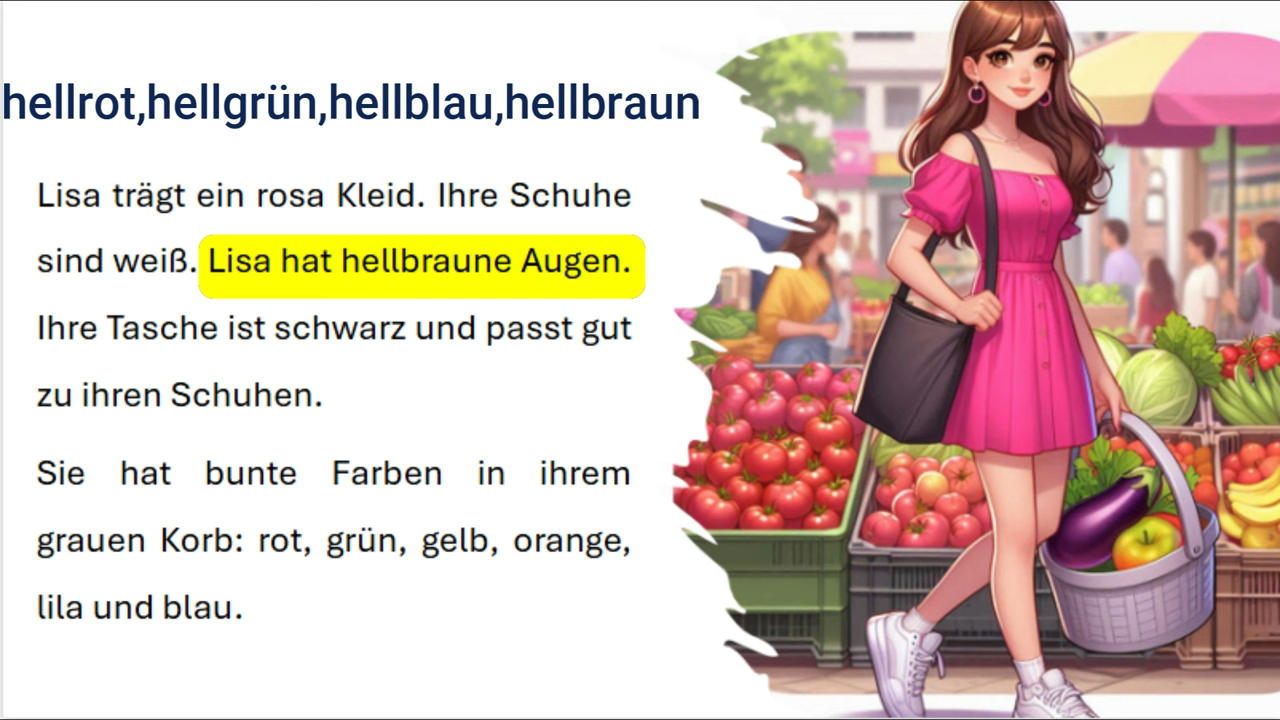 hellrot,hellgrün,hellblau,hellbraun
Lisa trägt ein rosa Kleid. Ihre Schuhe
sind weiß. Lisa hat hellbraune Augen.
Ihre Tasche ist schwarz und passt gut
zu ihren Schuhen.
Sie hat bunte Farben in ihrem
grauen Korb: rot, grün, gelb, orange,
lila und blau.